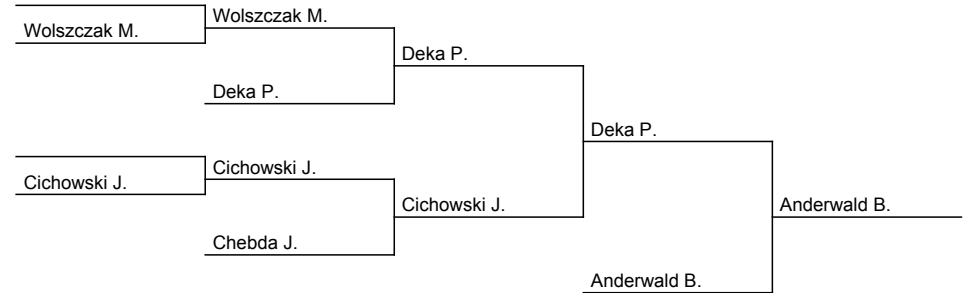 Wolszczak M.
Wolszczak M.
Deka P.
Deka P.
Deka P.
Cichowski J.
Cichowski J.
Cichowski J.
Anderwald B.
Chebda J.
Anderwald B.